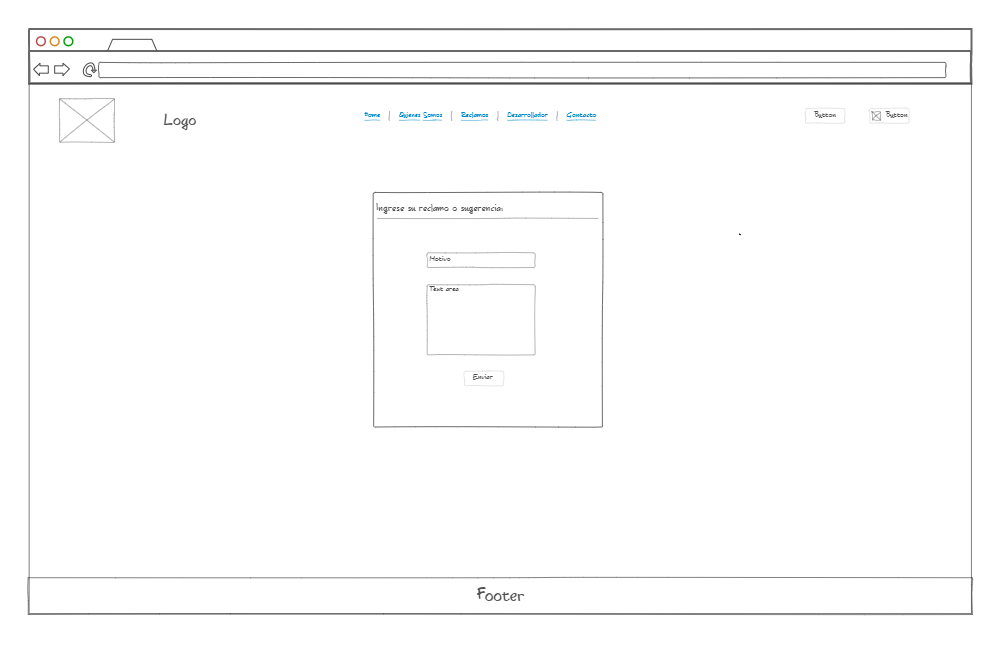 Logo
Home | Quienes Somos | Reclamos | Desarrollador | Contacto
Button
Button
Ingrese su reclamo o sugerencia:
Motivo
Text area
Enviar
Footer